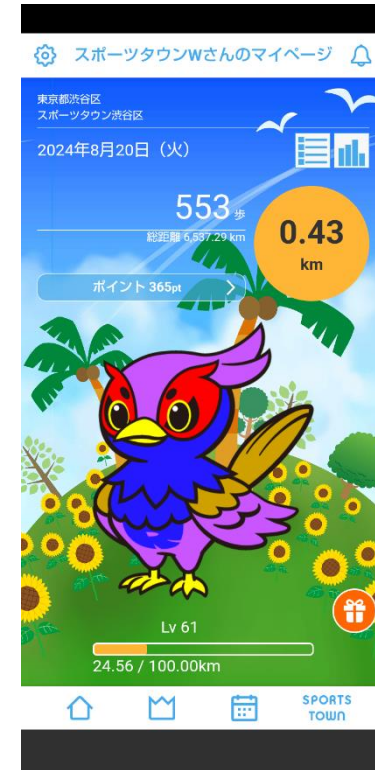 スポーツタウンWさんのマイページ
東京都渋谷区
スポーツタウン渋谷区
2024年8月20日（火）
553 歩
総距離 6,537.29 km
0.43
km
ポイント 365pt
Lv 61
24.56 / 100.00km
SPORTS
TOWN